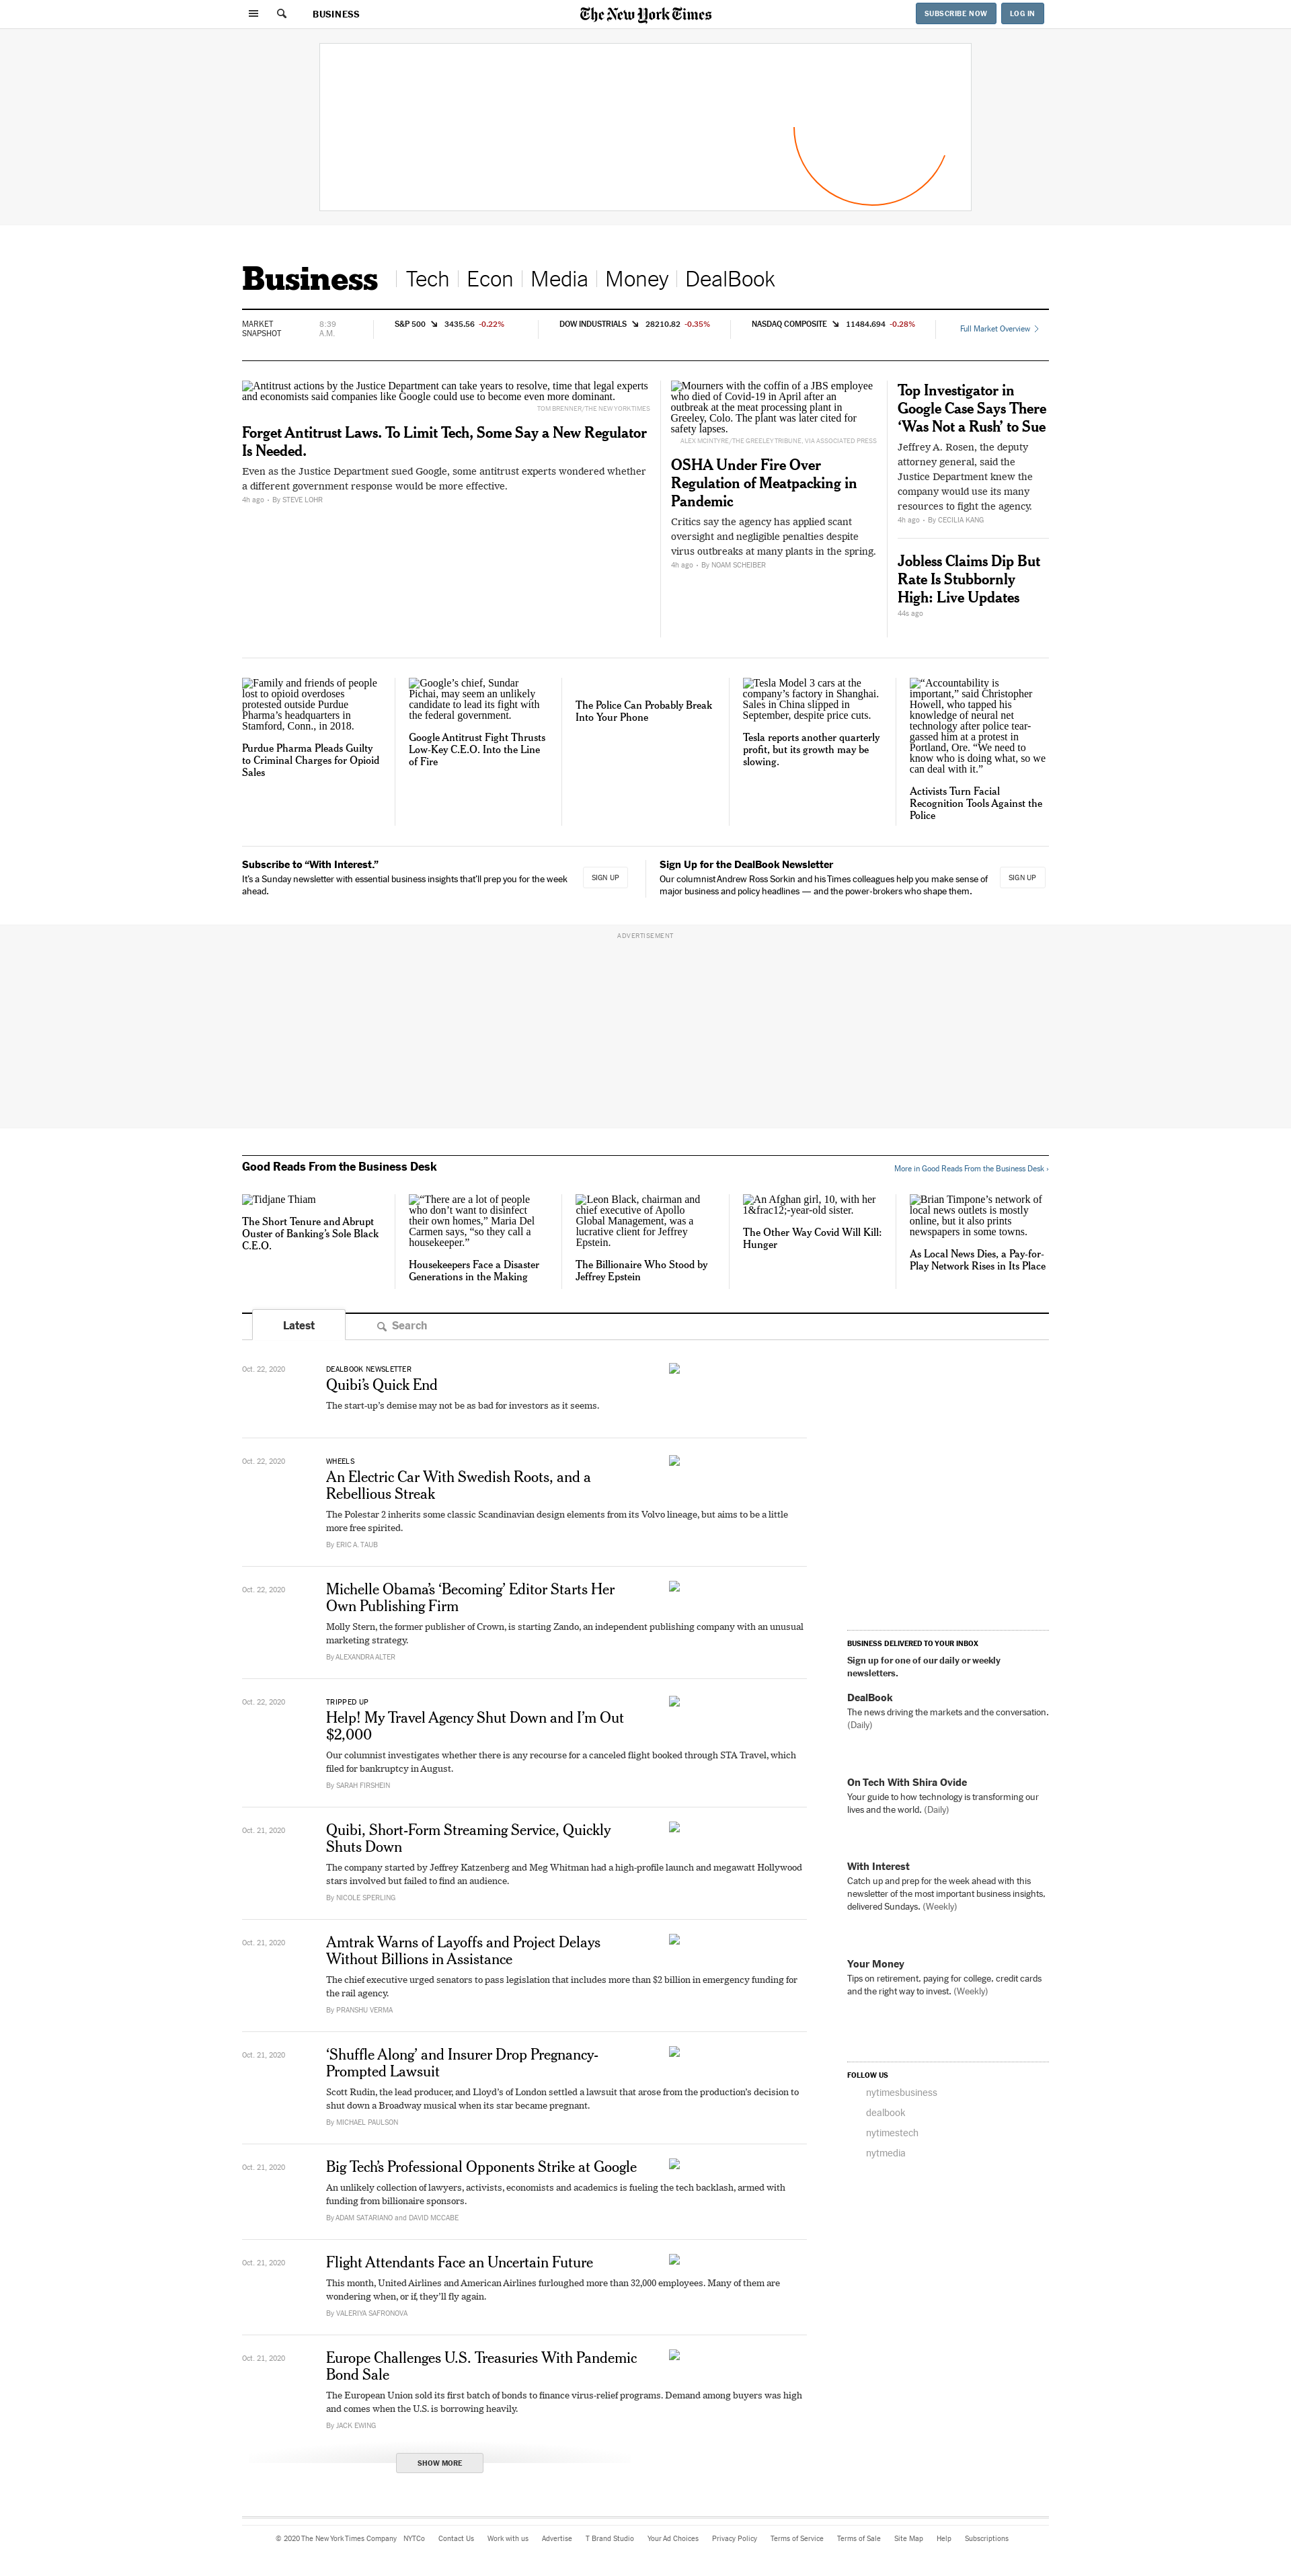 BUSINESS
The New York Times
SUBSCRIBE NOW
LOG IN
Business
Tech
Econ
Media
Money
DealBook
MARKET
SNAPSHOT
8:39
A.M.
S&P 500 3435.56 -0.22%
DOW INDUSTRIALS 28210.82 -0.35%
NASDAQ COMPOSITE 11484.694 -0.28%
Full Market Overview
Antitrust actions by the Justice Department can take years to resolve, time that legal experts
and economists said companies like Google could use to become even more dominant.
TOM BRENNER/THE NEW YORK TIMES
Forget Antitrust Laws. To Limit Tech, Some Say a New Regulator
Is Needed.
Even as the Justice Department sued Google, some antitrust experts wondered whether
a different government response would be more effective.
4h ago • By STEVE LOHR
Mourners with the coffin of a JBS employee
who died of Covid-19 in April after an
outbreak at the meat processing plant in
Greeley, Colo. The plant was later cited for
safety lapses.
ALEX MCINTYRE/THE GREELEY TRIBUNE, VIA ASSOCIATED PRESS
OSHA Under Fire Over
Regulation of Meatpacking in
Pandemic
Critics say the agency has applied scant
oversight and negligible penalties despite
virus outbreaks at many plants in the spring.
4h ago • By NOAM SCHEIBER
Top Investigator in
Google Case Says There
‘Was Not a Rush’ to Sue
Jeffrey A. Rosen, the deputy
attorney general, said the
Justice Department knew the
company would use its many
resources to fight the agency.
4h ago • By CECILIA KANG
Jobless Claims Dip But
Rate Is Stubbornly
High: Live Updates
44s ago
Family and friends of people
lost to opioid overdoses
protested outside Purdue
Pharma’s headquarters in
Stamford, Conn., in 2018.
Purdue Pharma Pleads Guilty
to Criminal Charges for Opioid
Sales
Google’s chief, Sundar
Pichai, may seem an unlikely
candidate to lead its fight with
the federal government.
Google Antitrust Fight Thrusts
Low-Key C.E.O. Into the Line
of Fire
The Police Can Probably Break
Into Your Phone
Tesla Model 3 cars at the
company’s factory in Shanghai.
Sales in China slipped in
September, despite price cuts.
Tesla reports another quarterly
profit, but its growth may be
slowing.
“Accountability is
important,” said Christopher
Howell, who tapped his
knowledge of neural net
technology after police tear-
gassed him at a protest in
Portland, Ore. “We need to
know who is doing what, so we
can deal with it.”
Activists Turn Facial
Recognition Tools Against the
Police
Subscribe to “With Interest.”
It’s a Sunday newsletter with essential business insights that’ll prep you for the week
ahead.
SIGN UP
Sign Up for the DealBook Newsletter
Our columnist Andrew Ross Sorkin and his Times colleagues help you make sense of
major business and policy headlines — and the power-brokers who shape them.
SIGN UP
ADVERTISEMENT
Good Reads From the Business Desk
More in Good Reads From the Business Desk ›
Tidjane Thiam
The Short Tenure and Abrupt
Ouster of Banking’s Sole Black
C.E.O.
“There are a lot of people
who don’t want to disinfect
their own homes,” Maria Del
Carmen says, “so they call a
housekeeper.”
Housekeepers Face a Disaster
Generations in the Making
Leon Black, chairman and
chief executive of Apollo
Global Management, was a
lucrative client for Jeffrey
Epstein.
The Billionaire Who Stood by
Jeffrey Epstein
An Afghan girl, 10, with her
1&frac12;-year-old sister.
The Other Way Covid Will Kill:
Hunger
Brian Timpone’s network of
local news outlets is mostly
online, but it also prints
newspapers in some towns.
As Local News Dies, a Pay-for-
Play Network Rises in Its Place
Latest
Search
Oct. 22, 2020
DEALBOOK NEWSLETTER
Quibi’s Quick End
The start-up’s demise may not be as bad for investors as it seems.
Oct. 22, 2020
WHEELS
An Electric Car With Swedish Roots, and a
Rebellious Streak
The Polestar 2 inherits some classic Scandinavian design elements from its Volvo lineage, but aims to be a little
more free spirited.
By ERIC A. TAUB
Oct. 22, 2020
Michelle Obama’s ‘Becoming’ Editor Starts Her
Own Publishing Firm
Molly Stern, the former publisher of Crown, is starting Zando, an independent publishing company with an unusual
marketing strategy.
By ALEXANDRA ALTER
Oct. 22, 2020
TRIPPED UP
Help! My Travel Agency Shut Down and I’m Out
$2,000
Our columnist investigates whether there is any recourse for a canceled flight booked through STA Travel, which
filed for bankruptcy in August.
By SARAH FIRSHEIN
Oct. 21, 2020
Quibi, Short-Form Streaming Service, Quickly
Shuts Down
The company started by Jeffrey Katzenberg and Meg Whitman had a high-profile launch and megawatt Hollywood
stars involved but failed to find an audience.
By NICOLE SPERLING
Oct. 21, 2020
Amtrak Warns of Layoffs and Project Delays
Without Billions in Assistance
The chief executive urged senators to pass legislation that includes more than $2 billion in emergency funding for
the rail agency.
By PRANSHU VERMA
Oct. 21, 2020
‘Shuffle Along’ and Insurer Drop Pregnancy-
Prompted Lawsuit
Scott Rudin, the lead producer, and Lloyd’s of London settled a lawsuit that arose from the production’s decision to
shut down a Broadway musical when its star became pregnant.
By MICHAEL PAULSON
Oct. 21, 2020
Big Tech’s Professional Opponents Strike at Google
An unlikely collection of lawyers, activists, economists and academics is fueling the tech backlash, armed with
funding from billionaire sponsors.
By ADAM SATARIANO and DAVID MCCABE
Oct. 21, 2020
Flight Attendants Face an Uncertain Future
This month, United Airlines and American Airlines furloughed more than 32,000 employees. Many of them are
wondering when, or if, they’ll fly again.
By VALERIYA SAFRONOVA
Oct. 21, 2020
Europe Challenges U.S. Treasuries With Pandemic
Bond Sale
The European Union sold its first batch of bonds to finance virus-relief programs. Demand among buyers was high
and comes when the U.S. is borrowing heavily.
By JACK EWING
SHOW MORE
BUSINESS DELIVERED TO YOUR INBOX
Sign up for one of our daily or weekly
newsletters.
DealBook
The news driving the markets and the conversation.
(Daily)
On Tech With Shira Ovide
Your guide to how technology is transforming our
lives and the world. (Daily)
With Interest
Catch up and prep for the week ahead with this
newsletter of the most important business insights,
delivered Sundays. (Weekly)
Your Money
Tips on retirement, paying for college, credit cards
and the right way to invest. (Weekly)
FOLLOW US
nytimesbusiness
dealbook
nytimestech
nytmedia
© 2020 The New York Times Company NYTCo Contact Us Work with us Advertise T Brand Studio Your Ad Choices Privacy Policy Terms of Service Terms of Sale Site Map Help Subscriptions